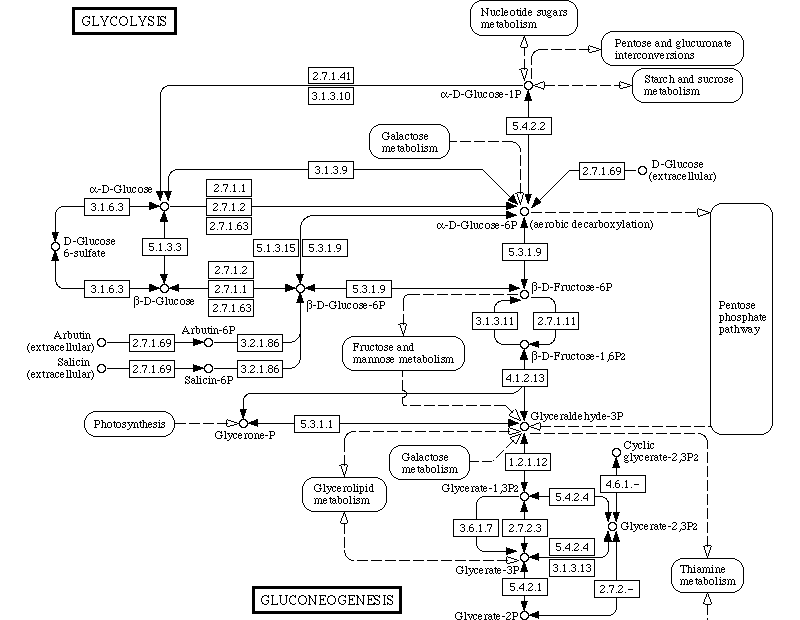 GLYCOLYSIS
Nucleotide sugars
metabolism
Pentose and glucuronate
interconversions
2.7.1.41
3.1.3.10
α-D-Glucose-1P
Starch and sucrose
metabolism
5.4.2.2
Galactose
metabolism
3.1.3.9
2.7.1.69
D-Glucose
(extracellular)
α-D-Glucose
2.7.1.1
3.1.6.3
2.7.1.2
2.7.1.63
α-D-Glucose-6P
(aerobic decarboxylation)
D-Glucose
6-sulfate
5.1.3.3
5.1.3.15
5.3.1.9
5.3.1.9
2.7.1.2
3.1.6.3
2.7.1.1
2.7.1.63
β-D-Glucose
β-D-Glucose-6P
5.3.1.9
β-D-Fructose-6P
Pentose
phosphate
pathway
3.1.3.11
2.7.1.11
Arbutin
(extracellular)
2.7.1.69
Arbutin-6P
3.2.1.86
Fructose and
mannose metabolism
β-D-Fructose-1,6P2
Salicin
(extracellular)
2.7.1.69
Salicin-6P
3.2.1.86
4.1.2.13
Photosynthesis
Glycerone-P
5.3.1.1
Glyceraldehyde-3P
Galactose
metabolism
1.2.1.12
Cyclic
glycerate-2,3P2
Glycerolipid
metabolism
Glycerate-1,3P2
4.6.1.-
5.4.2.4
3.6.1.7
2.7.2.3
Glycerate-2,3P2
5.4.2.4
3.1.3.13
Glycerate-3P
Thiamine
metabolism
5.4.2.1
2.7.2.-
GLUCONEOGENESIS
Glycerate-2P